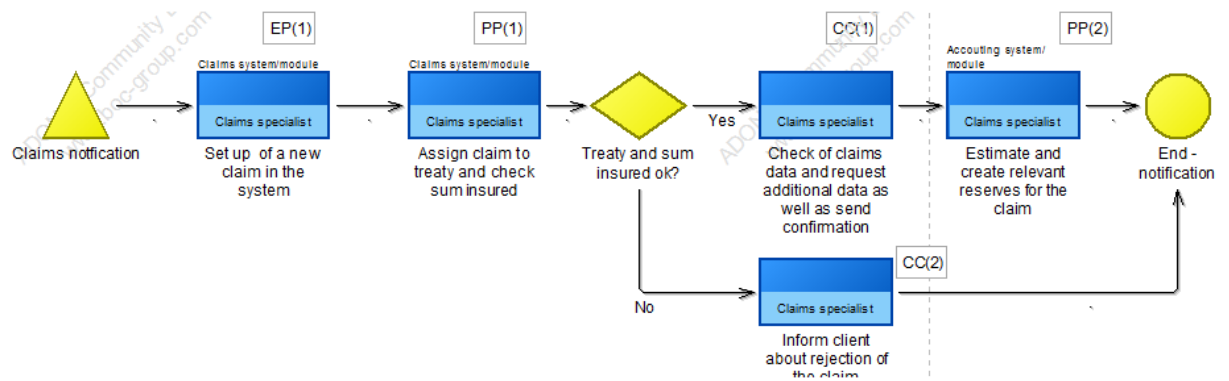 EP(1)
PP(1)
CC(1)
PP(2)
Claims system/module
Claims system/module
Accouting system/
module
Claims specialist
Claims specialist
Yes
Claims specialist
Claims specialist
Claims notfication
Set up of a new
claim in the
system
Assign claim to
treaty and check
sum insured
Treaty and sum
insured ok?
Check of claims
data and request
additional data as
well as send
confirmation
Estimate and
create relevant
reserves for the
claim
End -
notification
CC(2)
No
Claims specialist
Inform client
about rejection of
the claim